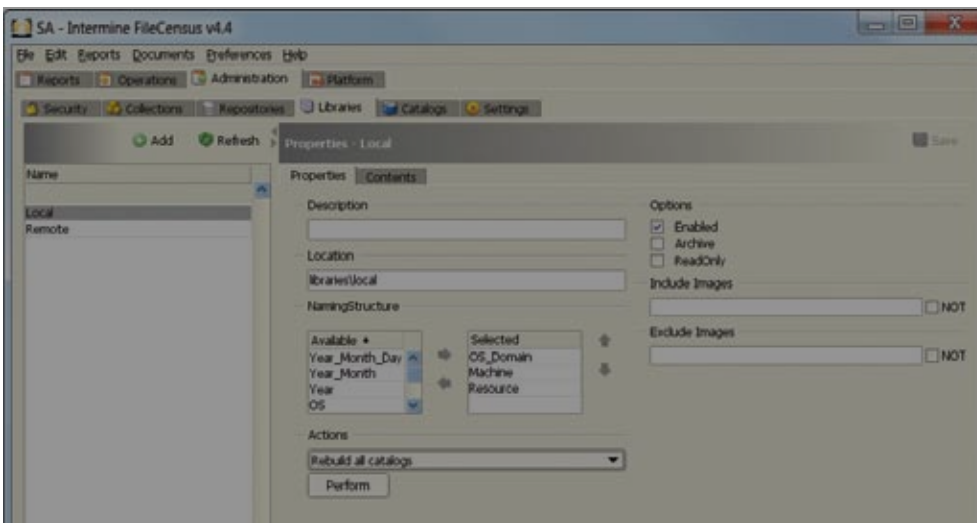 SA - Intermine FileCensus v4.4
File Edit Reports Documents Preferences Help
Reports Operations Administration Platform
Security Collections Repositories Libraries Catalogs Settings
Add Refresh Properties - Local Save
Name
Local
Remote
Properties Contents
Description
Location
libraries\local
NamingStructure
Available
Year_Month_Day
Year_Month
Year
OS
Selected
OS_Domain
Machine
Resource
Actions
Rebuild all catalogs
Perform
Options
Enabled
Archive
ReadOnly
Include Images
NOT
Exclude Images
NOT